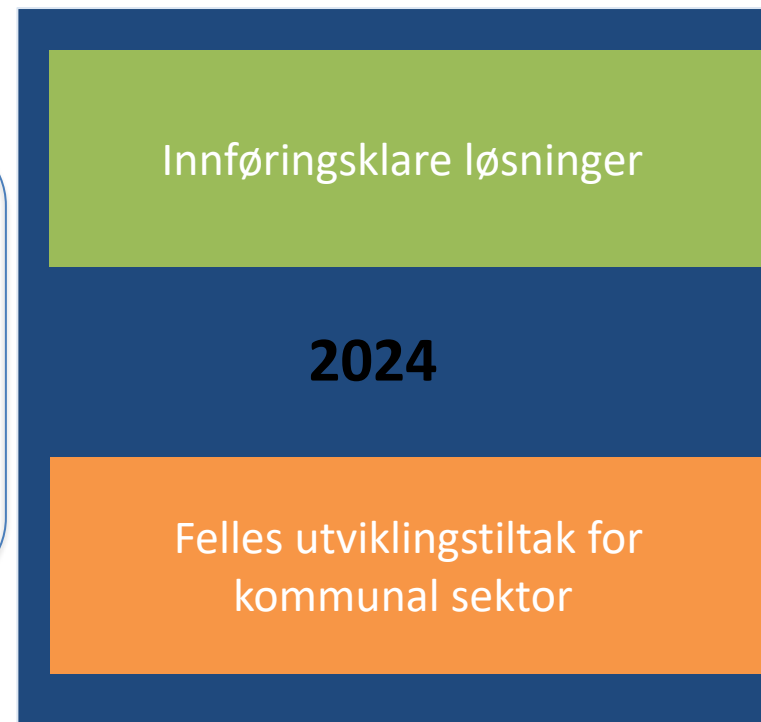 Innføringsklare løsninger
2024
Felles utviklingstiltak for
kommunal sektor